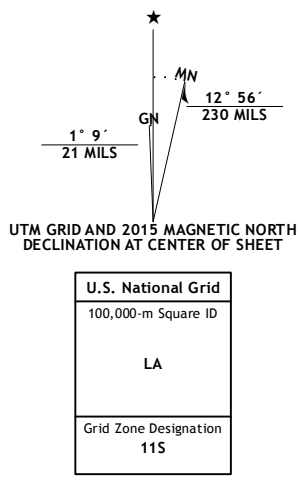 ★
MN
GN
12° 56´
230 MILS
1° 9´
21 MILS
UTM GRID AND 2015 MAGNETIC NORTH
DECLINATION AT CENTER OF SHEET
U.S. National Grid
100,000-m Square ID
LA
Grid Zone Designation
11S